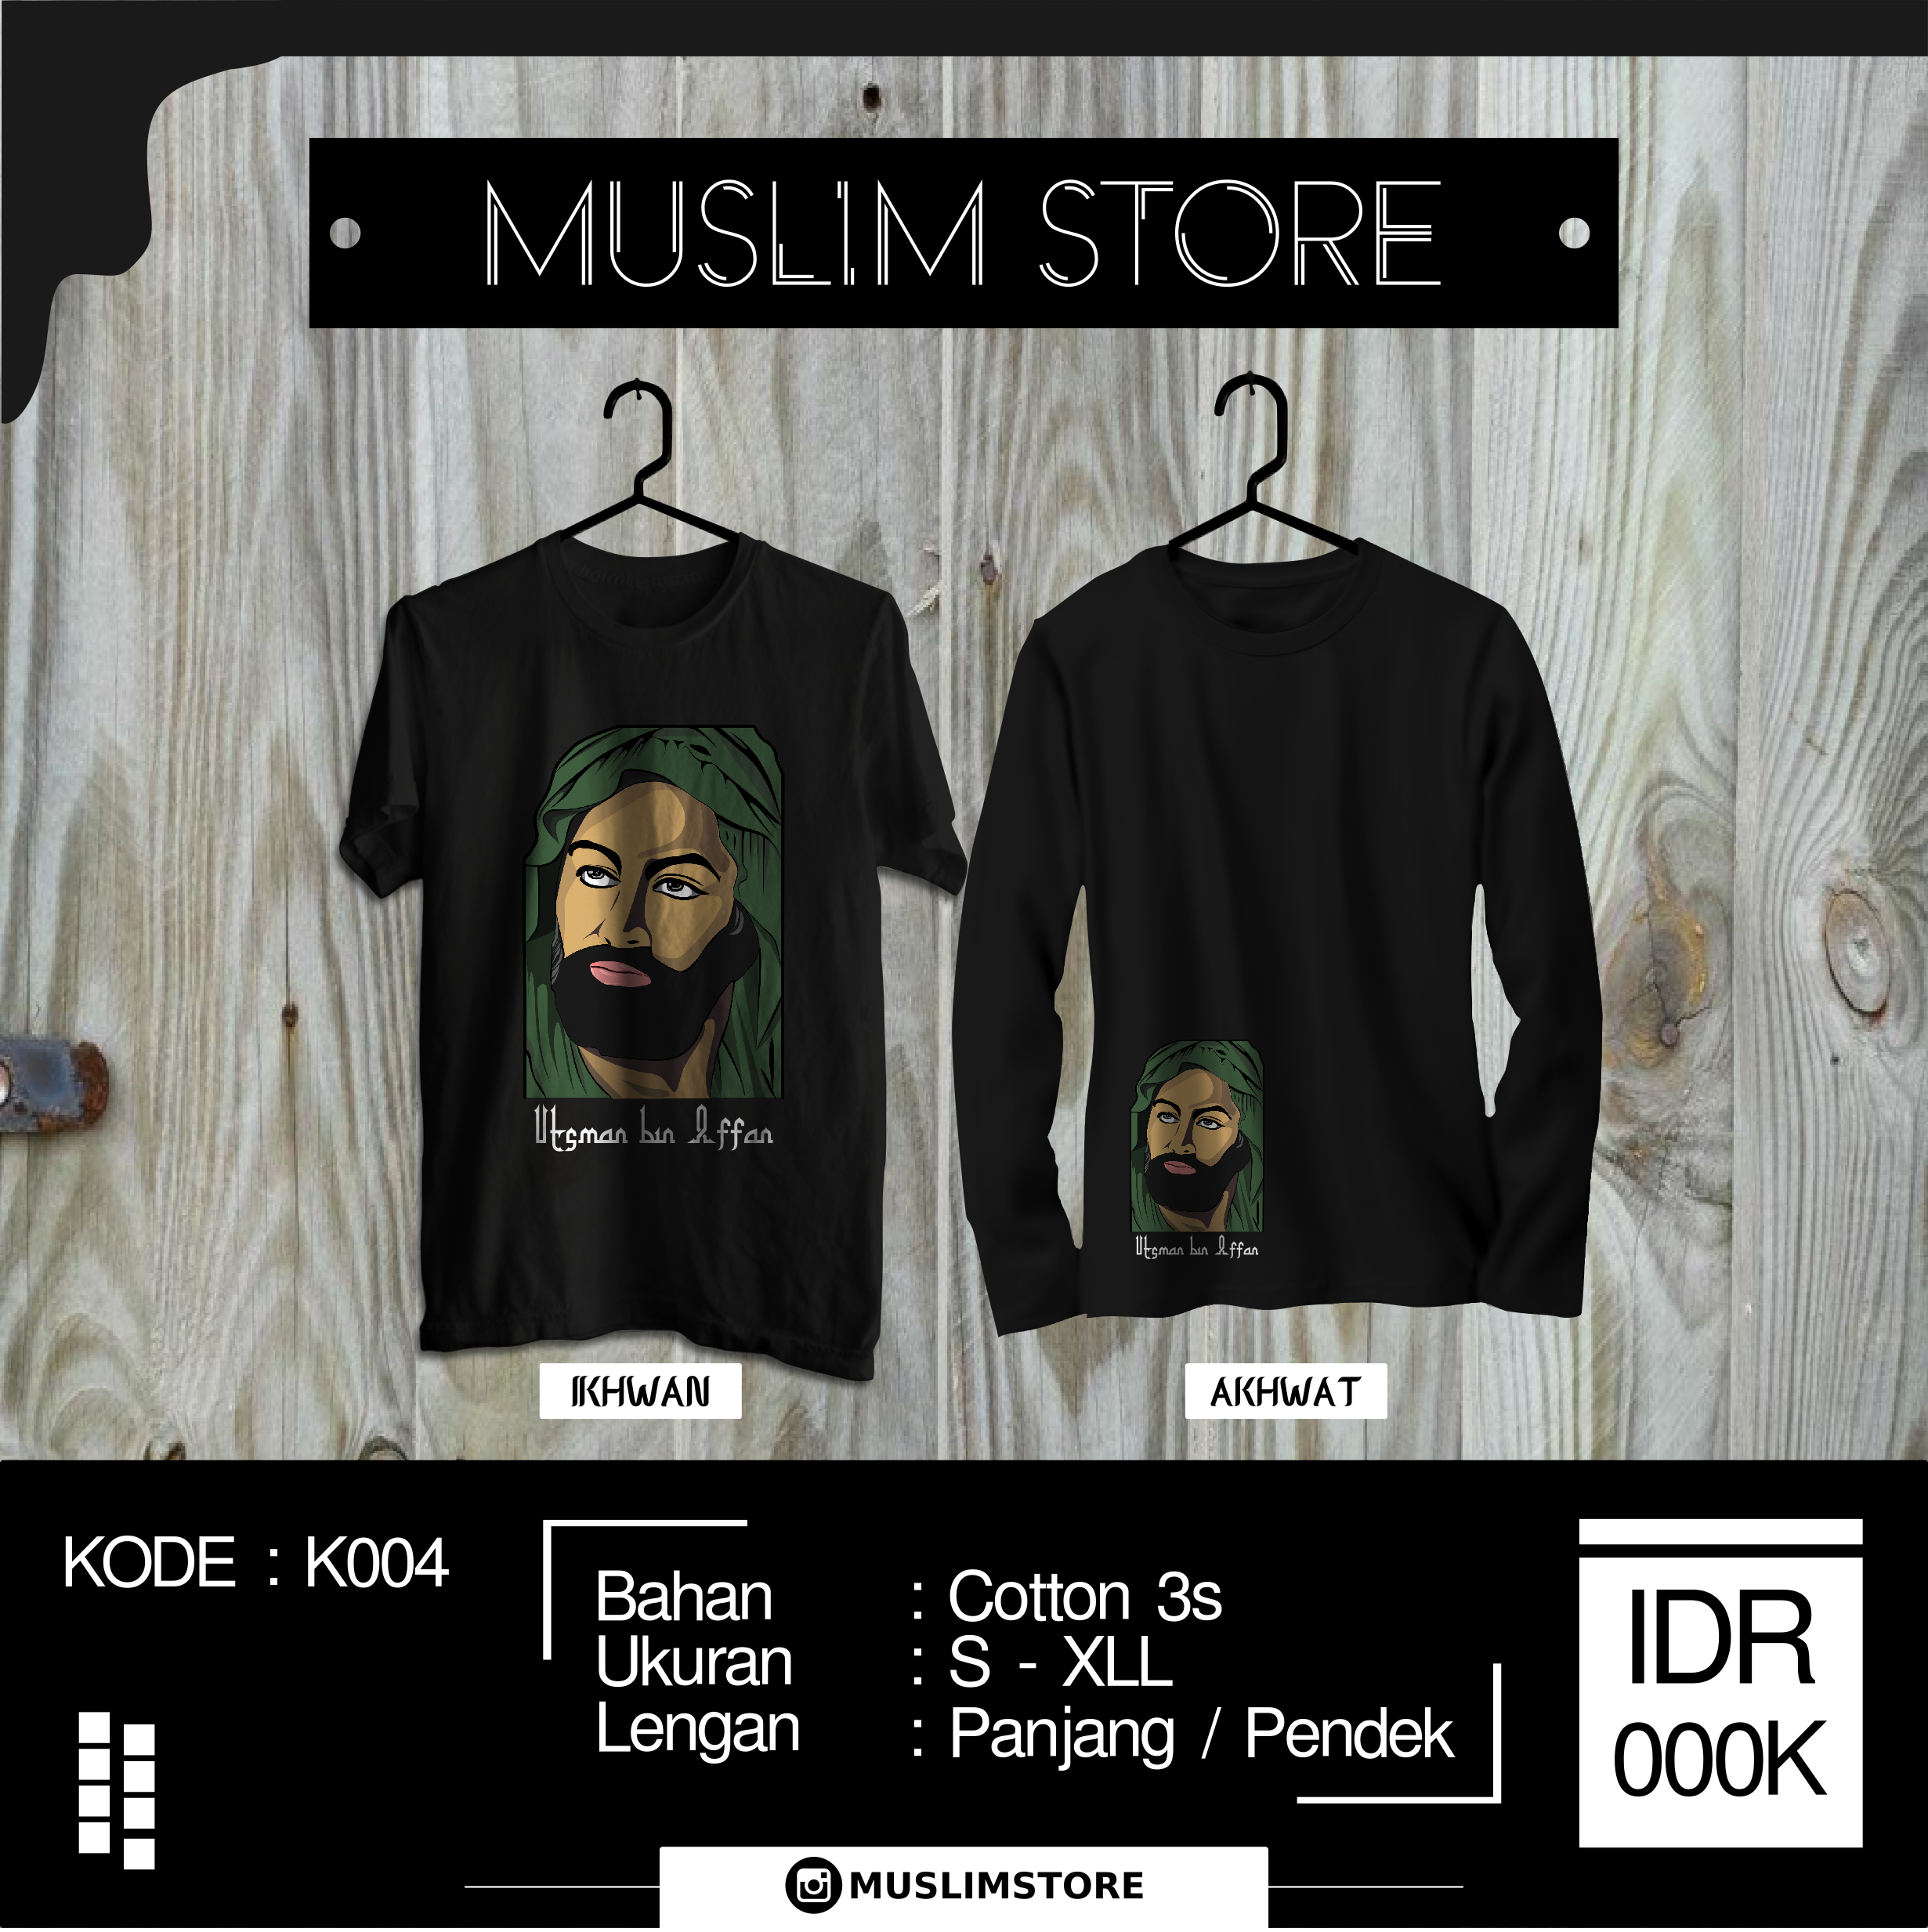 MUSLIM STORE
Utsman bin Affan
Utsman bin Affan
IKHWAN
AKHWAT
KODE : K004
Bahan : Cotton 3s
Ukuran : S - XLL
Lengan : Panjang / Pendek
IDR
000K
MUSLIMSTORE